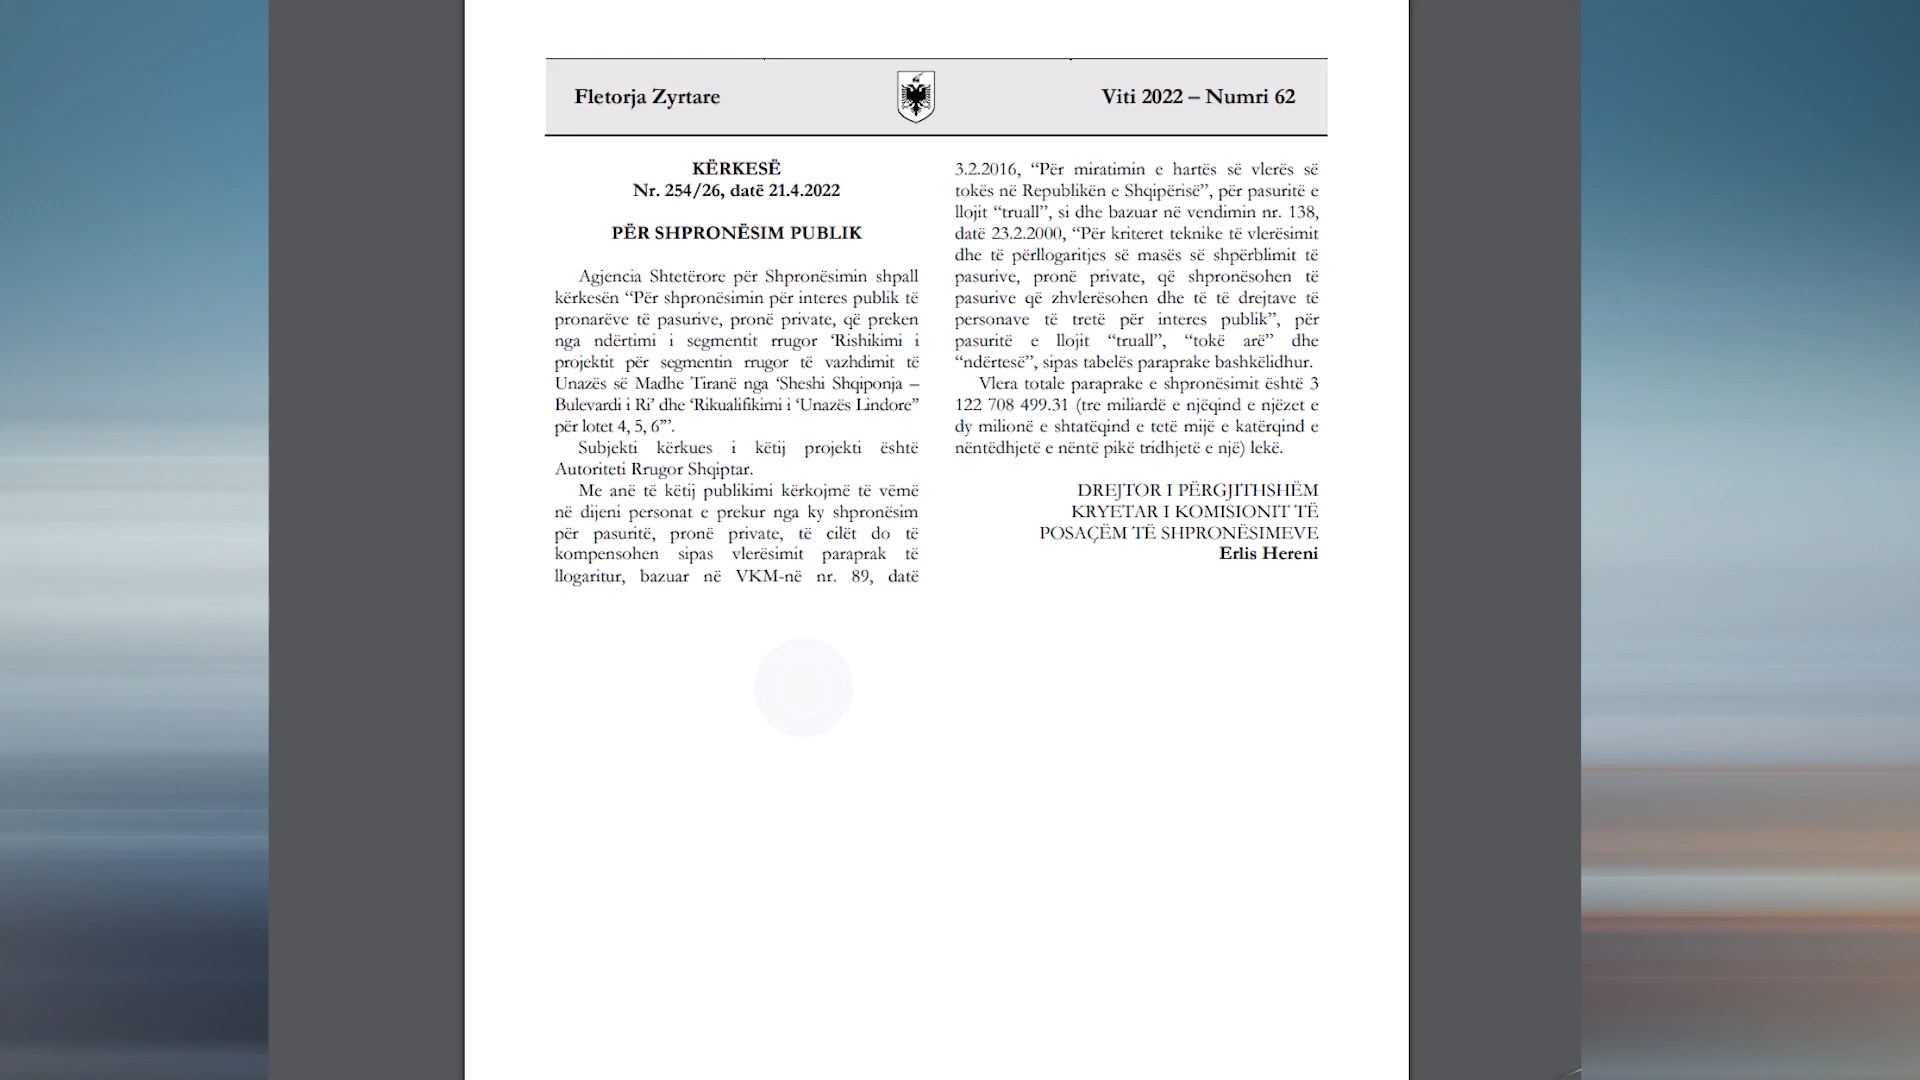 Fletorja Zyrtare
Viti 2022 – Numri 62
KËRKESË
Nr. 254/26, datë 21.4.2022
PËR SHPRONËSIM PUBLIK
Agjencia Shtetërore për Shpronësimin shpall
kërkesën “Për shpronësimin për interes publik të
pronarëve të pasurive, pronë private, që preken
nga ndërtimi i segmentit rrugor ‘Rishikimi i
projektit për segmentin rrugor të vazhdimit të
Unazës së Madhe Tiranë nga ‘Sheshi Shqiponja –
Bulevardi i Ri’ dhe ‘Rikualifikimi i ‘Unazës Lindore”
për lotet 4, 5, 6”’.
Subjekti kërkues i këtij projekti është
Autoriteti Rrugor Shqiptar.
Me anë të këtij publikimi kërkojmë të vëmë
në dijeni personat e prekur nga ky shpronësim
për pasuritë, pronë private, të cilët do të
kompensohen sipas vlerësimit paraprak të
llogaritur, bazuar në VKM-në nr. 89, datë
3.2.2016, “Për miratimin e hartës së vlerës së
tokës në Republikën e Shqipërisë”, për pasuritë e
llojit “truall”, si dhe bazuar në vendimin nr. 138,
datë 23.2.2000, “Për kriteret teknike të vlerësimit
dhe të përllogaritjes së masës së shpërblimit të
pasurive, pronë private, që shpronësohen të
pasurive që zhvlerësohen dhe të të drejtave të
personave të tretë për interes publik”, për
pasuritë e llojit “truall”, “tokë arë” dhe
“ndërtesë”, sipas tabelës paraprake bashkëlidhur.
Vlera totale paraprake e shpronësimit është 3
122 708 499.31 (tre miliardë e njëqind e njëzet e
dy milionë e shtatëqind e tetë mijë e katërqind e
nëntëdhjetë e nëntë pikë tridhjetë e një) lekë.
DREJTOR I PËRGJITHSHËM
KRYETAR I KOMISIONIT TË
POSAÇËM TË SHPRONËSIMEVE
Erlis Hereni